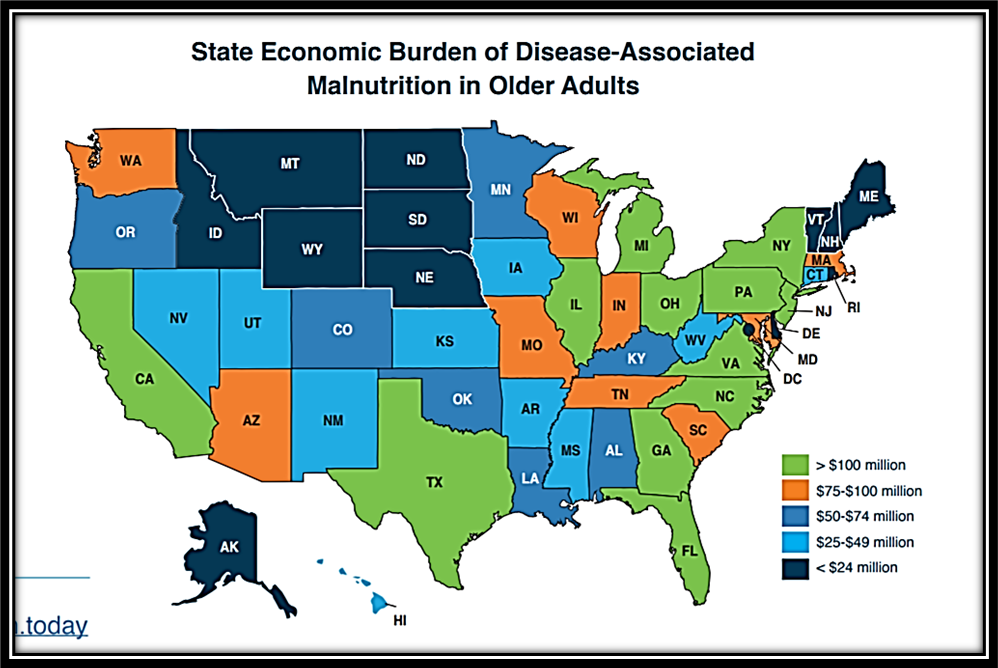 State Economic Burden of Disease-Associated
Malnutrition in Older Adults
WA
MT
ND
MN
ME
VT
NH
OR
ID
SD
WI
MI
NY
MA
WY
CT
RI
NE
IA
PA
NJ
NV
UT
CO
IL
IN
OH
DE
MD
DC
KS
MO
WV
KY
VA
CA
AZ
NM
OK
AR
TN
NC
SC
MS
AL
GA
TX
LA
FL
> $100 million
$75-$100 million
$50-$74 million
$25-$49 million
< $24 million
AK
HI
.today